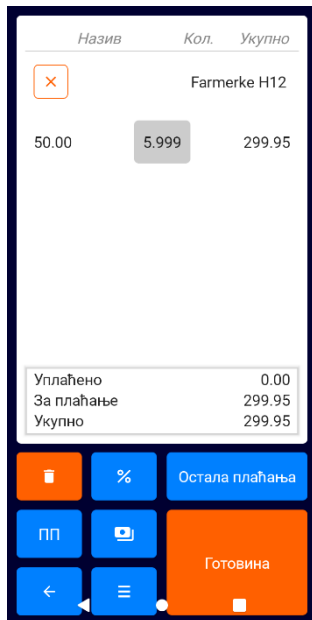 Назив Кол. Укупно
Farmerke H12
50.00 5.999 299.95
Уплаћено 0.00
За плаћање 299.95
Укупно 299.95
% Остала плаћања
ПП
Готовина